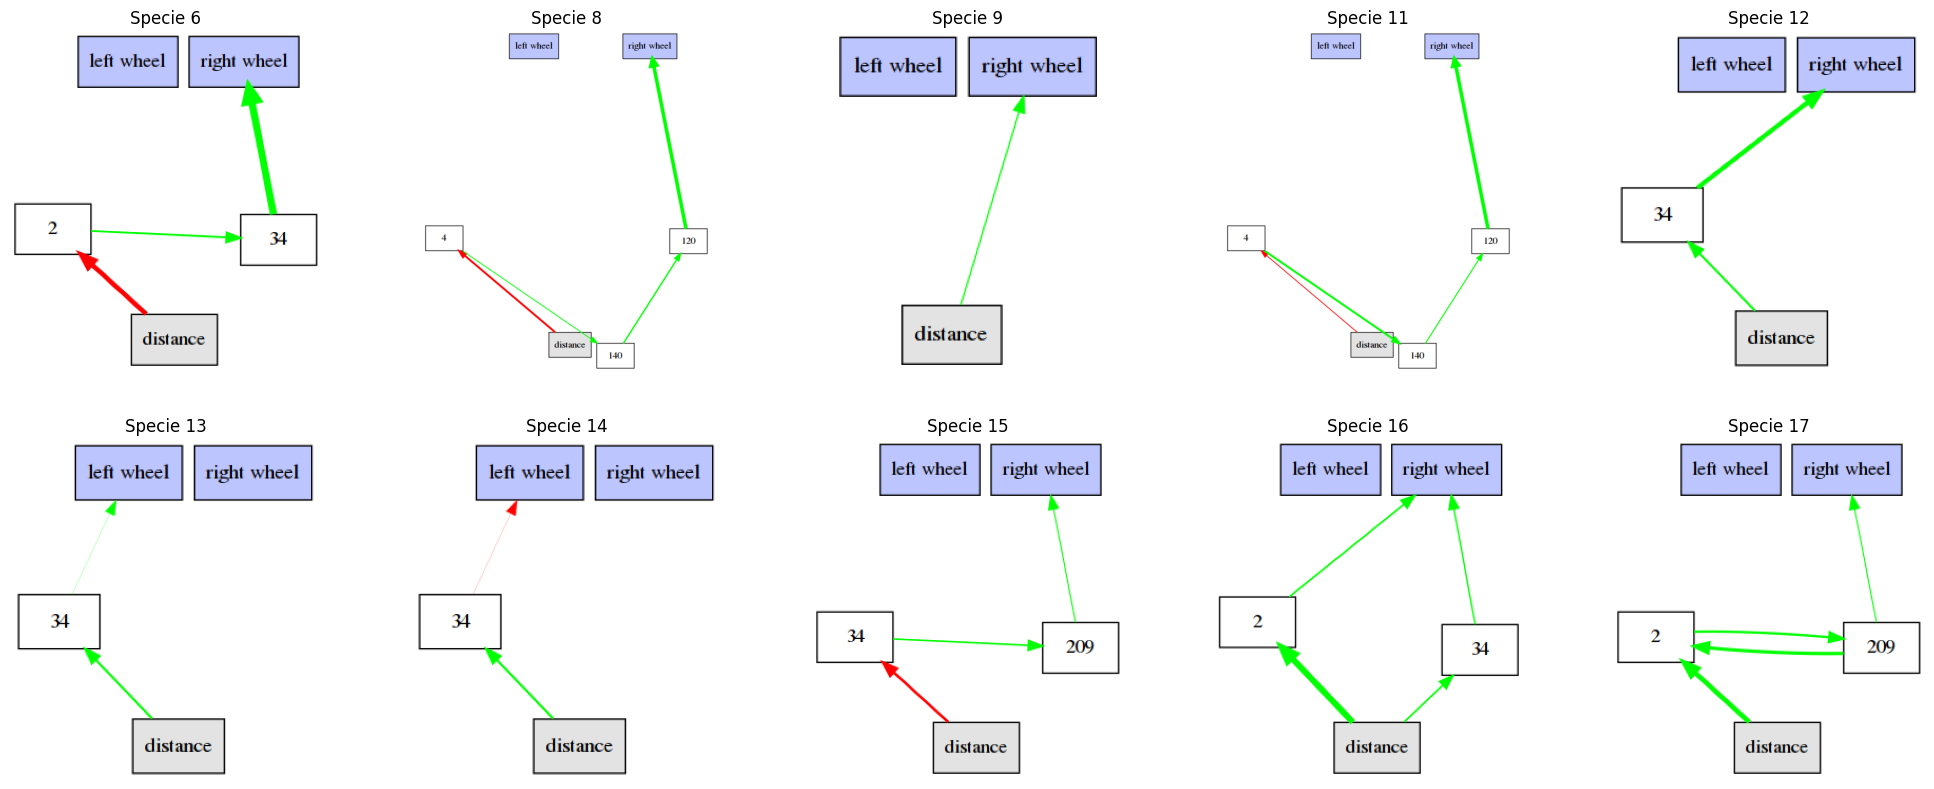 Specie 6
left wheel
right wheel
2
34
distance
Specie 8
left wheel
right wheel
4
120
distance
140
Specie 9
left wheel
right wheel
distance
Specie 11
left wheel
right wheel
4
120
distance
140
Specie 12
left wheel
right wheel
34
distance
Specie 13
left wheel
right wheel
34
distance
Specie 14
left wheel
right wheel
34
distance
Specie 15
left wheel
right wheel
34
209
distance
Specie 16
left wheel
right wheel
2
34
distance
Specie 17
left wheel
right wheel
2
209
distance